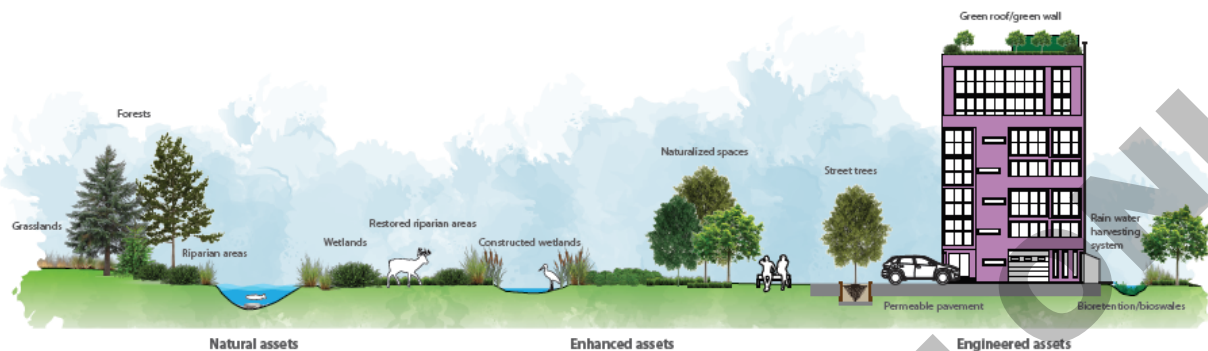 Green roof/green wall
Forests
Naturalized spaces
Street trees
Grasslands
Restored riparian areas
Rain water
harvesting
system
Riparian areas
Wetlands
Constructed wetlands
Permeable pavement
Bioretention/bioswales
Natural assets
Enhanced assets
Engineered assets